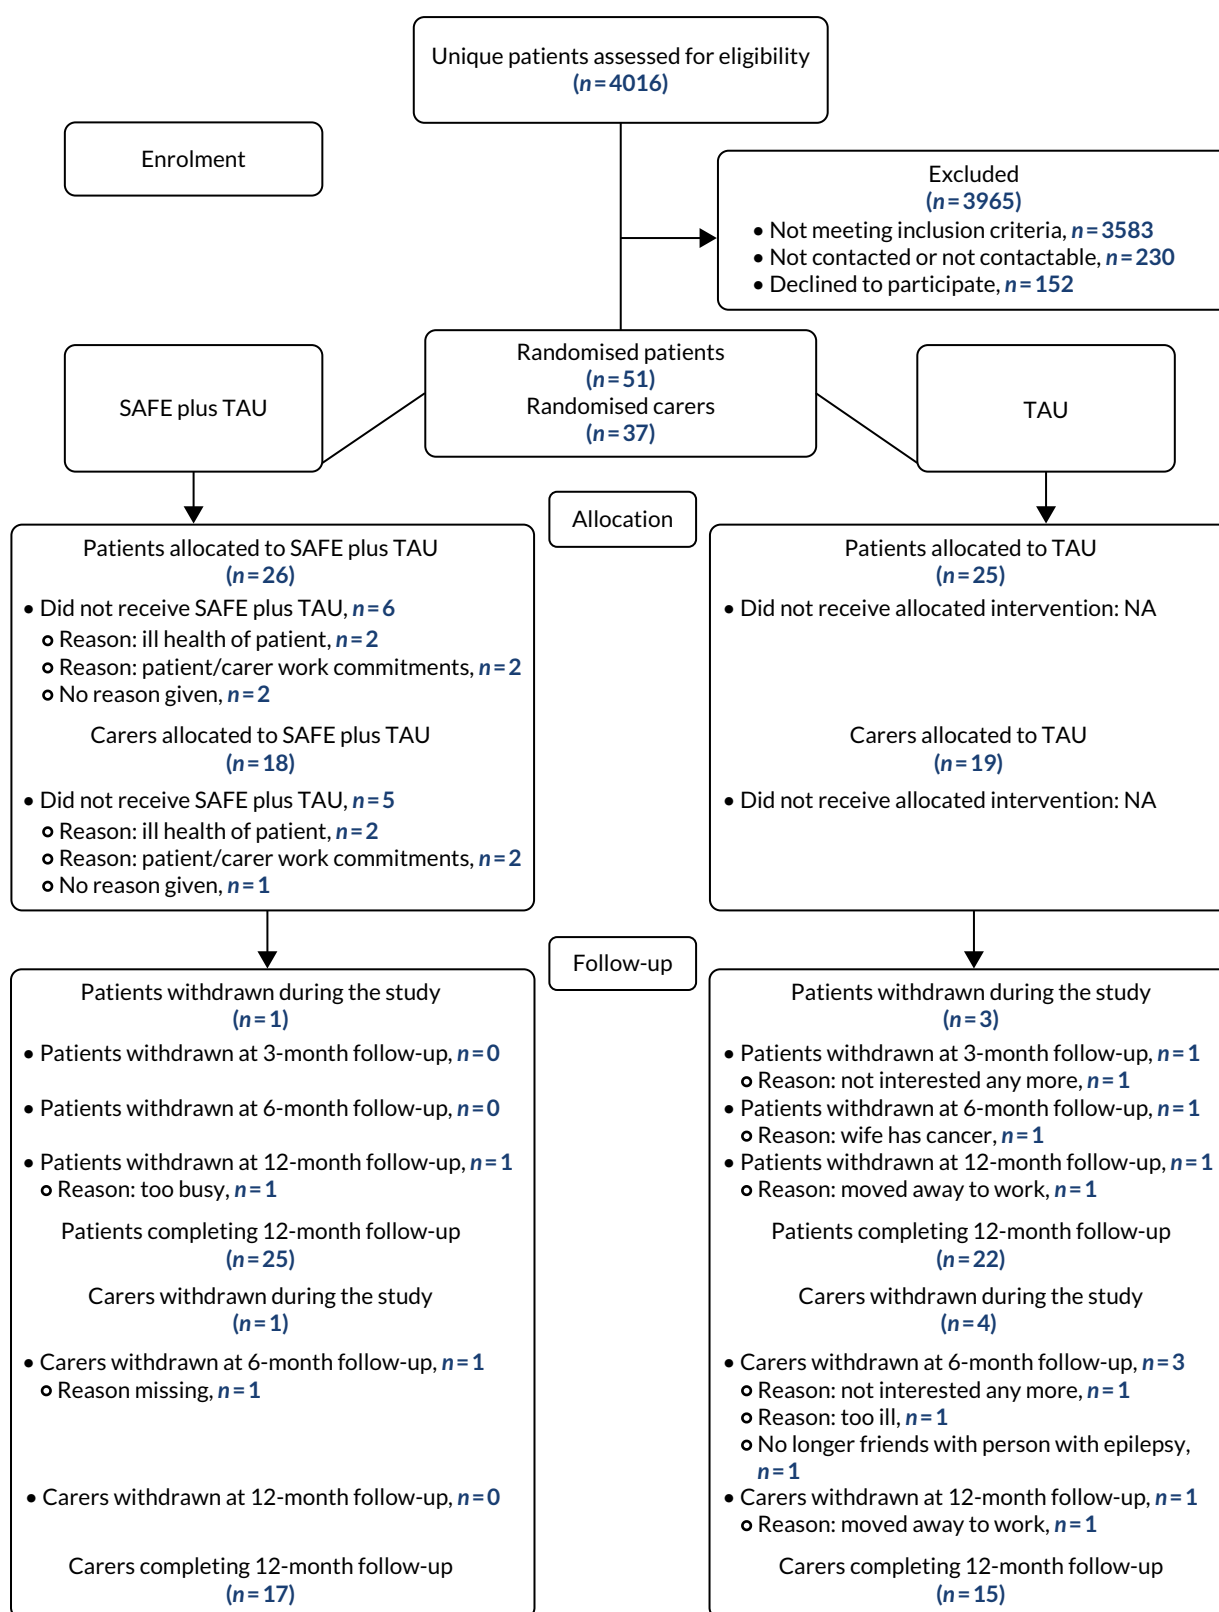 Unique patients assessed for eligibility
(n = 4016)
Enrolment
Excluded
(n = 3965)
• Not meeting inclusion criteria, n = 3583
• Not contacted or not contactable, n = 230
• Declined to participate, n = 152
Randomised patients
(n = 51)
Randomised carers
(n = 37)
SAFE plus TAU
TAU
Allocation
Patients allocated to SAFE plus TAU
(n = 26)
• Did not receive SAFE plus TAU, n = 6
Reason: ill health of patient, n = 2
Reason: patient/carer work commitments, n = 2
No reason given, n = 2
Carers allocated to SAFE plus TAU
(n = 18)
• Did not receive SAFE plus TAU, n = 5
Reason: ill health of patient, n = 2
Reason: patient/carer work commitments, n = 2
No reason given, n = 1
Patients allocated to TAU
(n = 25)
• Did not receive allocated intervention: NA
Carers allocated to TAU
(n = 19)
• Did not receive allocated intervention: NA
Follow-up
Patients withdrawn during the study
(n = 1)
• Patients withdrawn at 3-month follow-up, n = 0
• Patients withdrawn at 6-month follow-up, n = 0
• Patients withdrawn at 12-month follow-up, n = 1
Reason: too busy, n = 1
Patients completing 12-month follow-up
(n = 25)
Carers withdrawn during the study
(n = 1)
• Carers withdrawn at 6-month follow-up, n = 1
Reason missing, n = 1
• Carers withdrawn at 12-month follow-up, n = 0
Carers completing 12-month follow-up
(n = 17)
Patients withdrawn during the study
(n = 3)
• Patients withdrawn at 3-month follow-up, n = 1
Reason: not interested any more, n = 1
• Patients withdrawn at 6-month follow-up, n = 1
Reason: wife has cancer, n = 1
• Patients withdrawn at 12-month follow-up, n = 1
Reason: moved away to work, n = 1
Patients completing 12-month follow-up
(n = 22)
Carers withdrawn during the study
(n = 4)
• Carers withdrawn at 6-month follow-up, n = 3
Reason: not interested any more, n = 1
Reason: too ill, n = 1
No longer friends with person with epilepsy,
n = 1
• Carers withdrawn at 12-month follow-up, n = 1
Reason: moved away to work, n = 1
Carers completing 12-month follow-up
(n = 15)